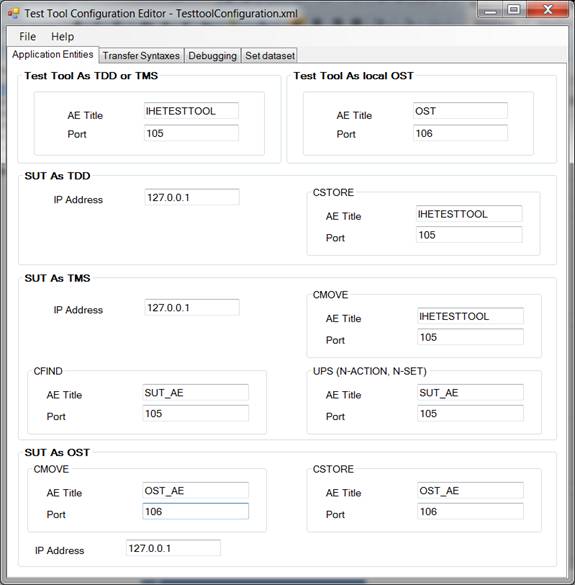 Test Tool Configuration Editor - TesttoolConfiguration.xml
File Help
Application Entities Transfer Syntaxes Debugging Set dataset
Test Tool As TDD or TMS
AE Title IHETESTTOOL
Port 105
Test Tool As local OST
AE Title OST
Port 106
SUT As TDD
IP Address 127.0.0.1
CSTORE
AE Title IHETESTTOOL
Port 105
SUT As TMS
IP Address 127.0.0.1
CMOVE
AE Title IHETESTTOOL
Port 105
CFIND
AE Title SUT_AE
Port 105
UPS (N-ACTION, N-SET)
AE Title SUT_AE
Port 105
SUT As OST
CMOVE
AE Title OST_AE
Port 106
CSTORE
AE Title OST_AE
Port 106
IP Address 127.0.0.1